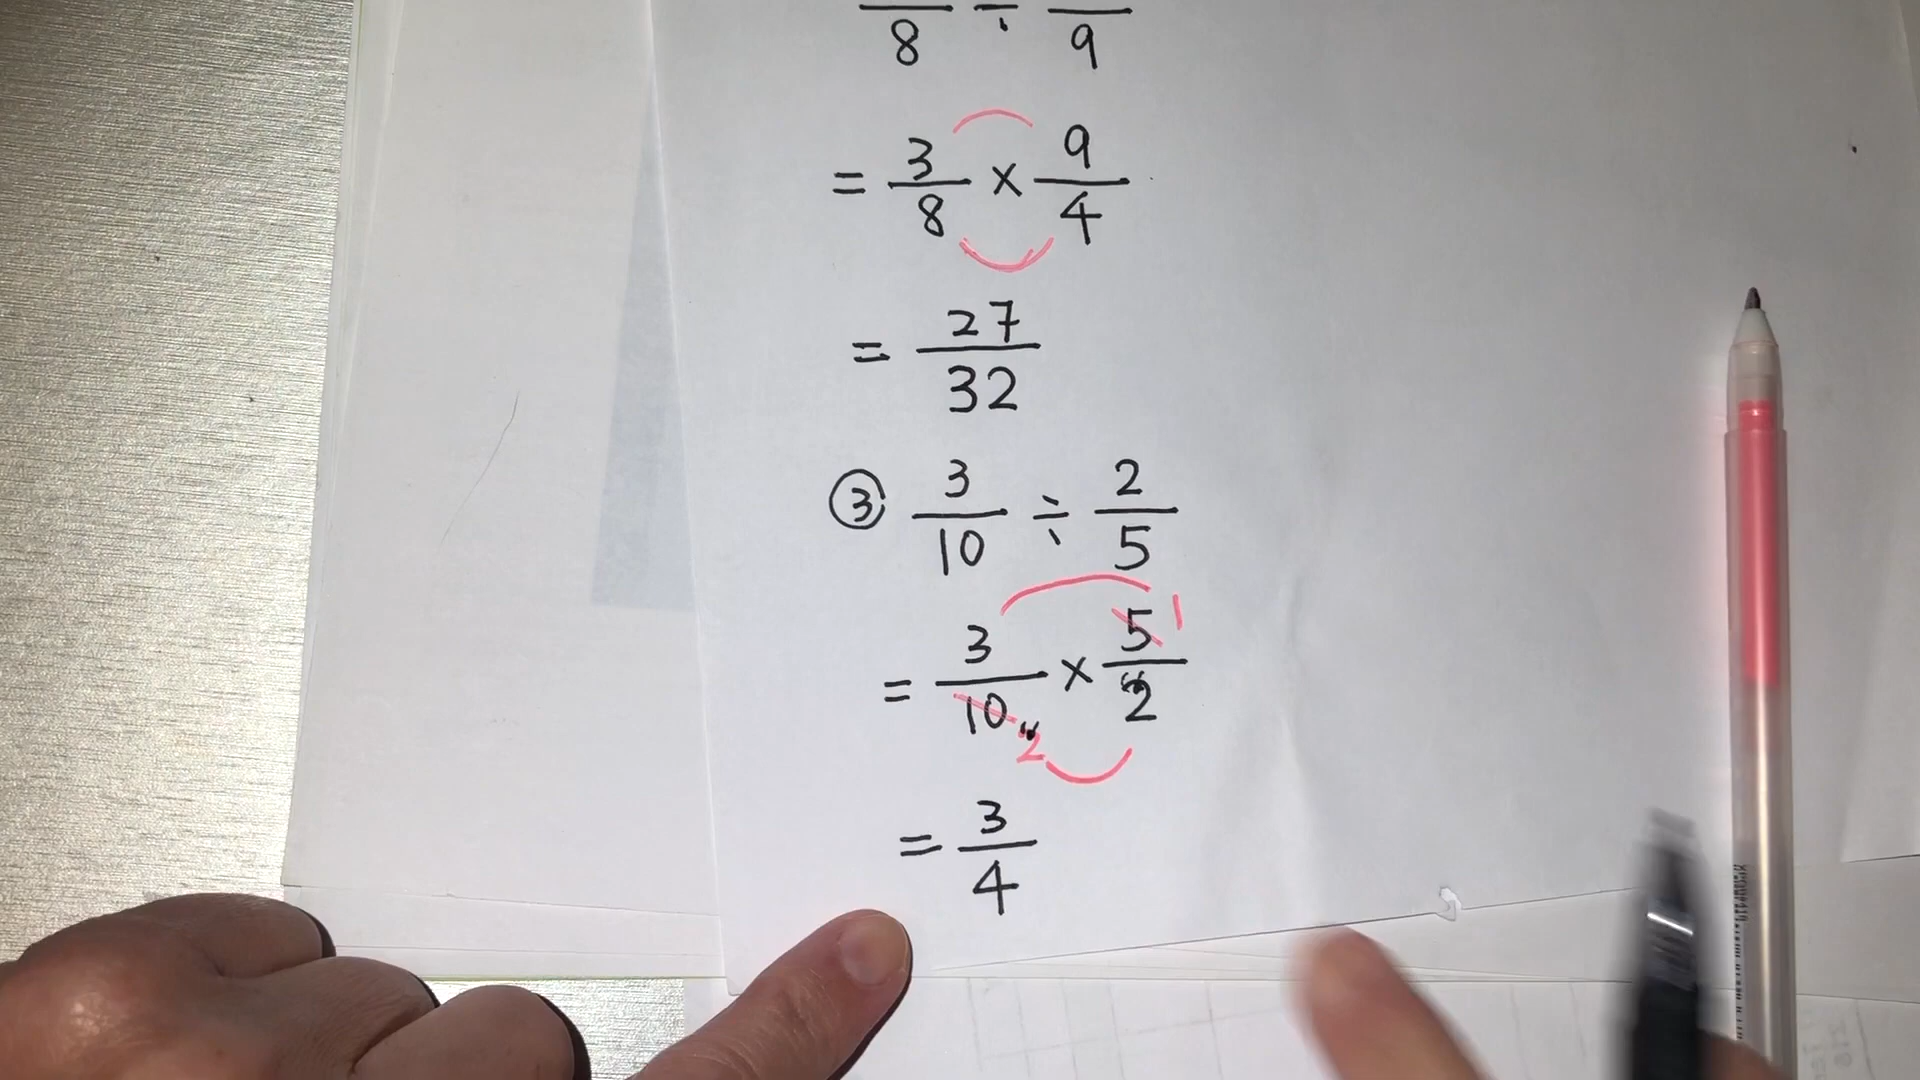 8 ÷ 9
= 3/8 × 9/4
= 27/32
③ 3/10 ÷ 2/5
= 3/10 × 5/2 1
2
= 3/4